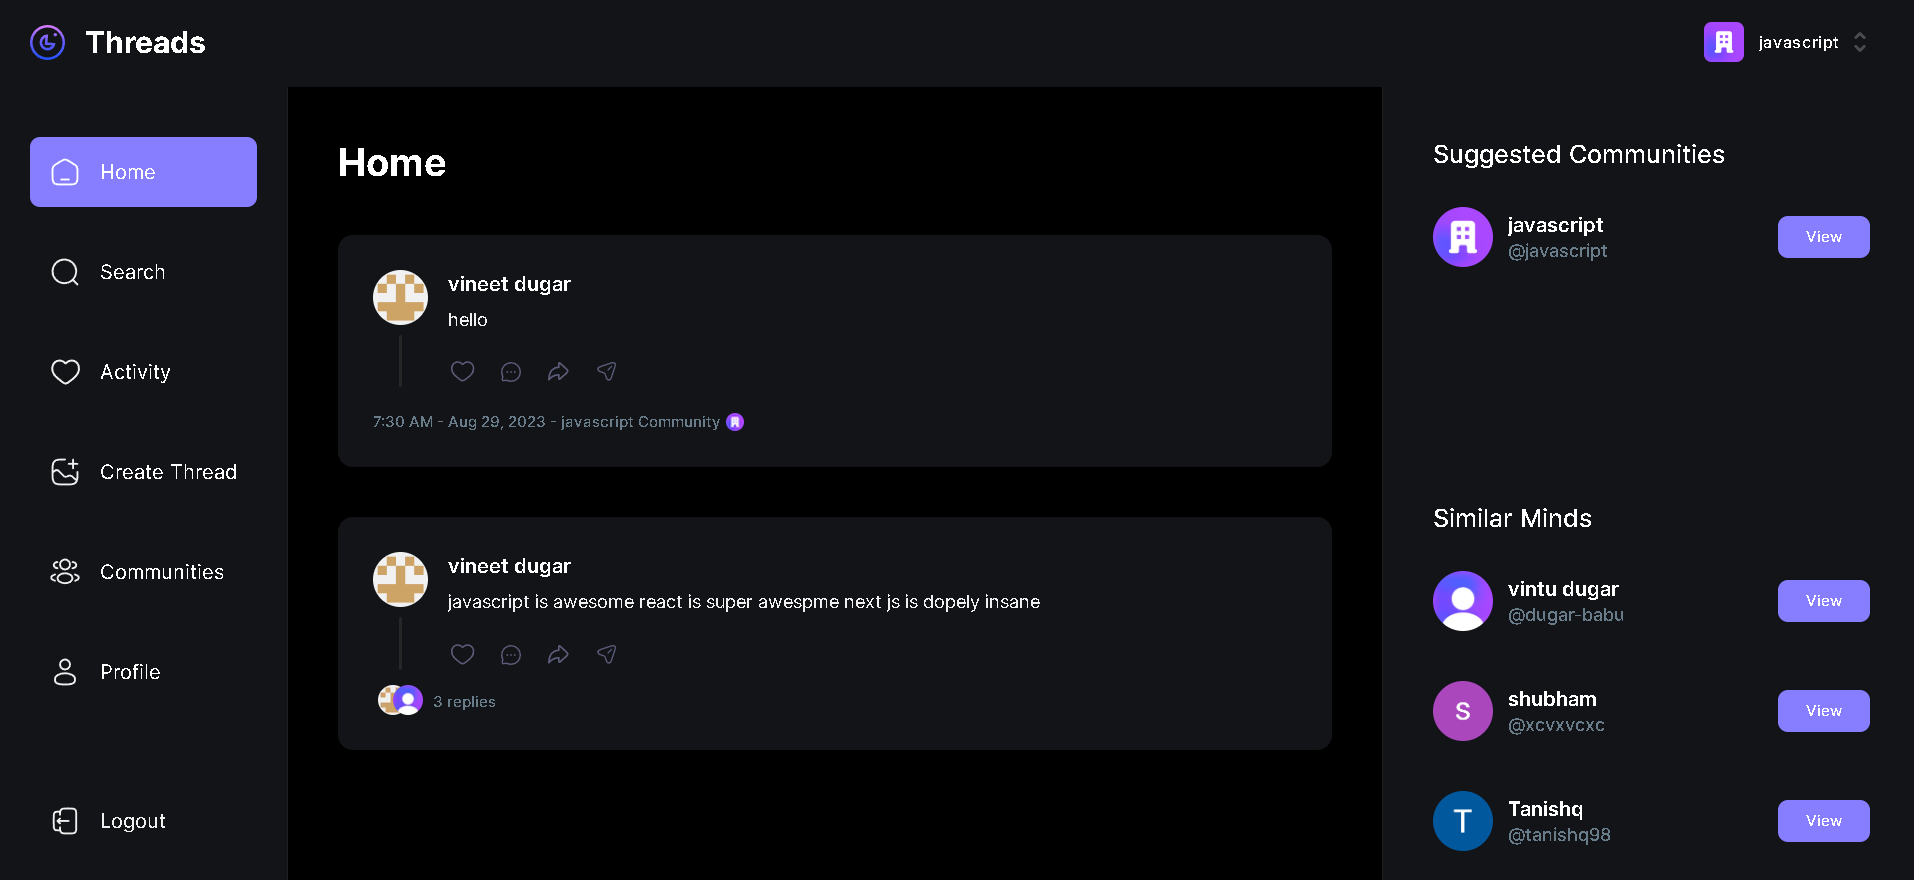 Threads
javascript
Home
Search
Activity
Create Thread
Communities
Profile
Logout
Home
vineet dugar
hello
7:30 AM - Aug 29, 2023 - javascript Community
vineet dugar
javascript is awesome react is super awespme next js is dopely insane
3 replies
Suggested Communities
javascript
@javascript
View
Similar Minds
vintu dugar
@dugar-babu
View
S
shubham
@xcvxvcxc
View
T
Tanishq
@tanishq98
View